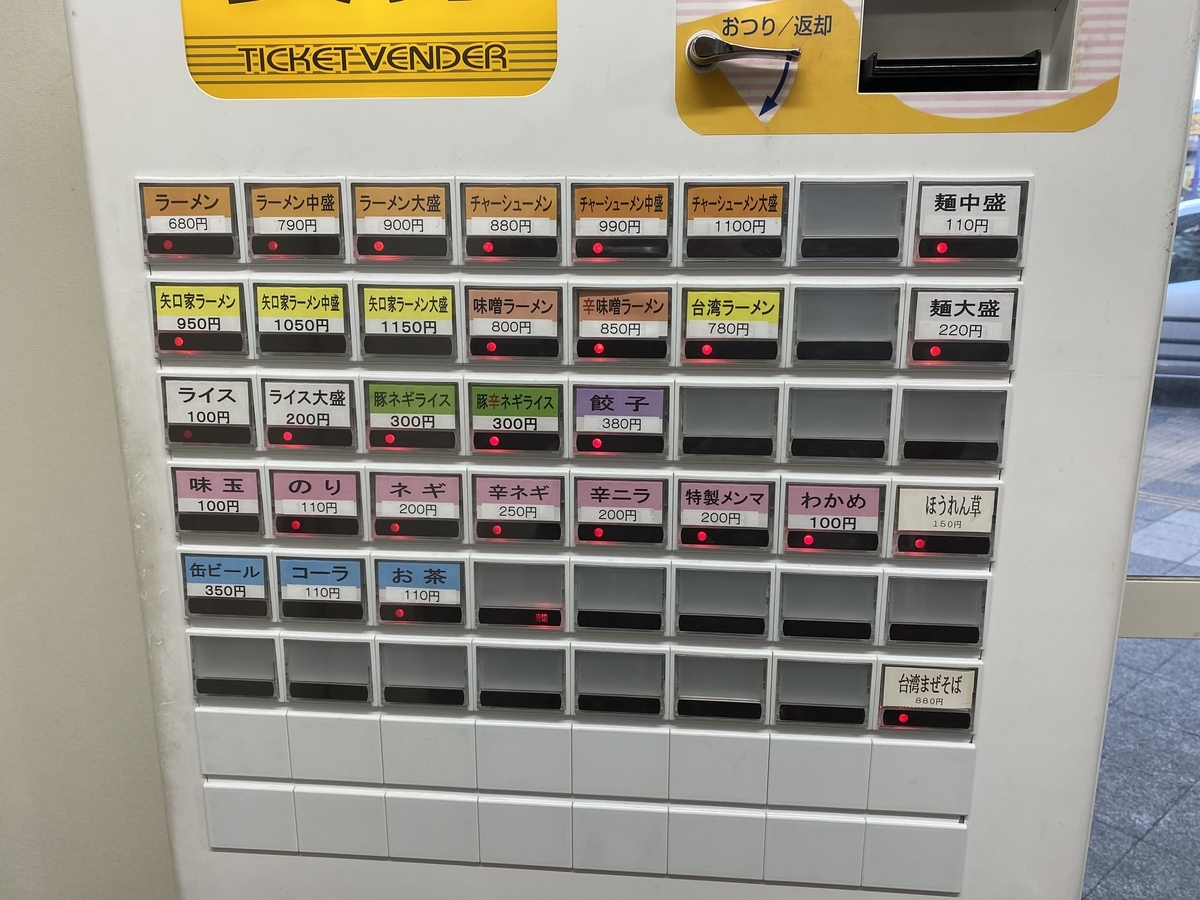 TICKET VENDER
おつり／返却
ラーメン
680円
ラーメン中盛
790円
ラーメン大盛
900円
チャーシューメン
880円
チャーシューメン中盛
990円
チャーシューメン大盛
1100円
麺中盛
110円
矢口家ラーメン
950円
矢口家ラーメン中盛
1050円
矢口家ラーメン大盛
1150円
味噌ラーメン
800円
辛味噌ラーメン
850円
台湾ラーメン
780円
麺大盛
220円
ライス
100円
ライス大盛
200円
豚ネギライス
300円
豚辛ネギライス
300円
餃子
380円
味玉
100円
のり
110円
ネギ
200円
辛ネギ
250円
辛ニラ
200円
特製メンマ
200円
わかめ
100円
ほうれん草
150円
缶ビール
350円
コーラ
110円
お茶
110円
台湾まぜそば
880円